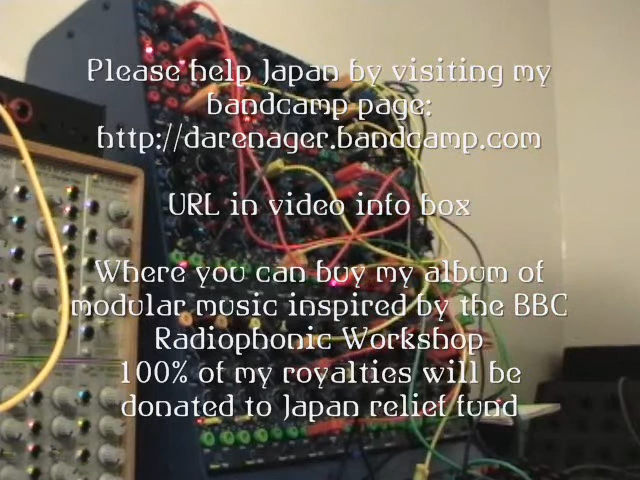 Please help Japan by visiting my
bandcamp page:
http://darenager.bandcamp.com
URL in video info box
Where you can buy my album of
modular music inspired by the BBC
Radiophonic Workshop
100% of my royalties will be
donated to Japan relief fund